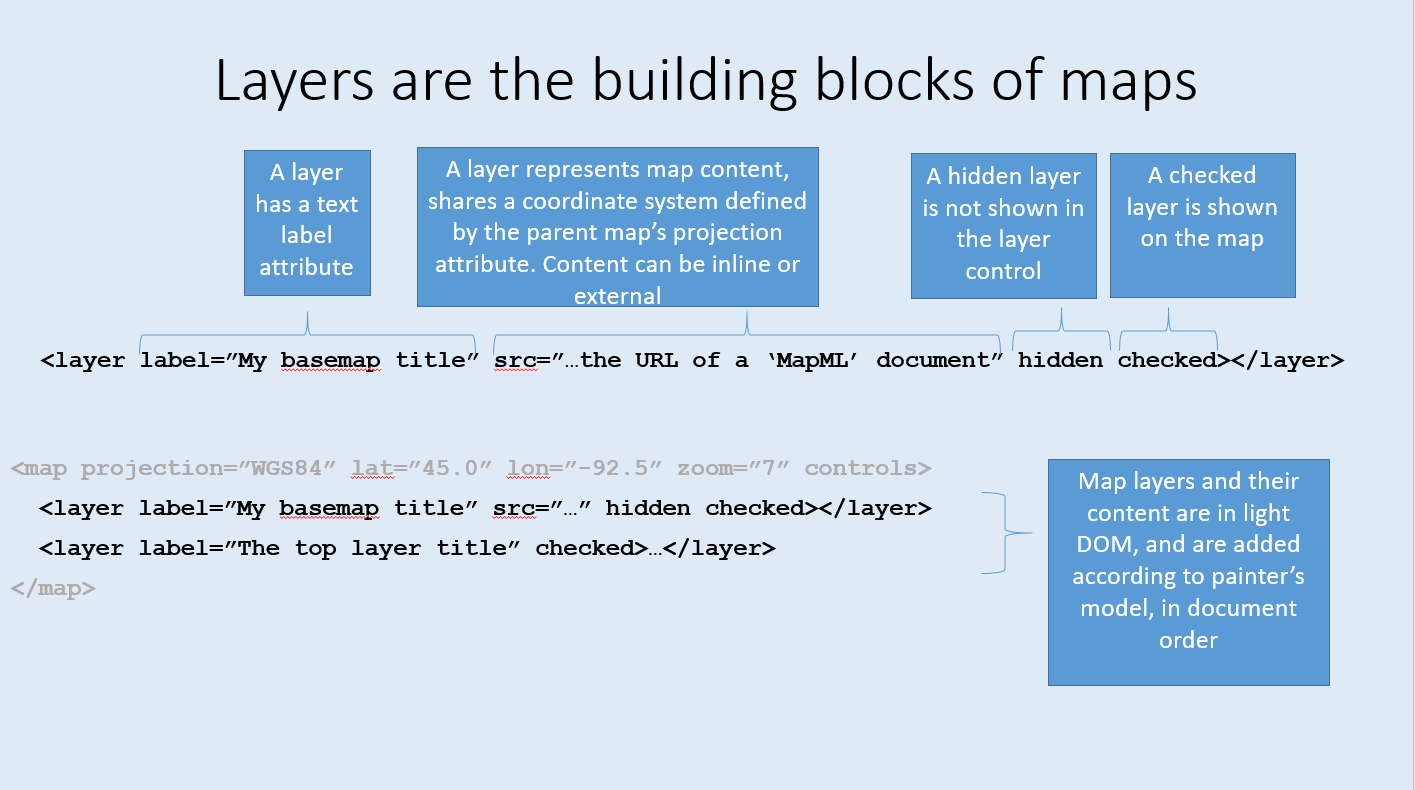 Layers are the building blocks of maps
A layer
has a text
label
attribute
A layer represents map content,
shares a coordinate system defined
by the parent map’s projection
attribute. Content can be inline or
external
A hidden layer
is not shown in
the layer
control
A checked
layer is shown
on the map
<layer label=”My basemap title” src=”…the URL of a ‘MapML’ document” hidden checked></layer>
<map projection=”WGS84” lat=”45.0” lon=”-92.5” zoom=”7” controls>
<layer label=”My basemap title” src=”…” hidden checked></layer>
<layer label=”The top layer title” checked>…</layer>
</map>
Map layers and their
content are in light
DOM, and are added
according to painter’s
model, in document
order